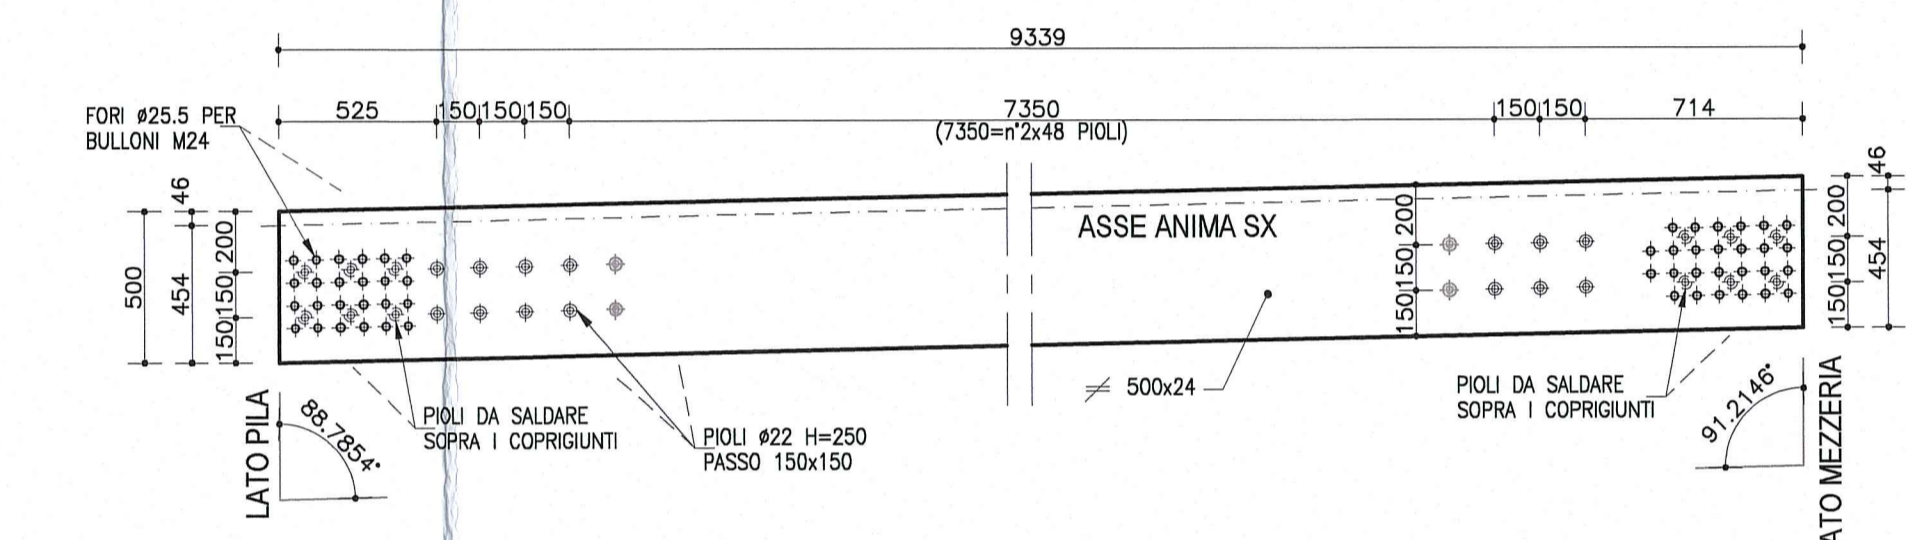 9339
525
150
150
150
7350
(7350=n°2x48 PIOLI)
150
150
714
FORI ø25.5 PER
BULLONI M24
46
500
454
200
150
150
ASSE ANIMA SX
200
150
150
46
200
150
150
454
500x24
PIOLI DA SALDARE
SOPRA I COPRIGIUNTI
PIOLI ø22 H=250
PASSO 150x150
PIOLI DA SALDARE
SOPRA I COPRIGIUNTI
LATO PILA
88.7854°
91.2146°
ATO MEZZERIA